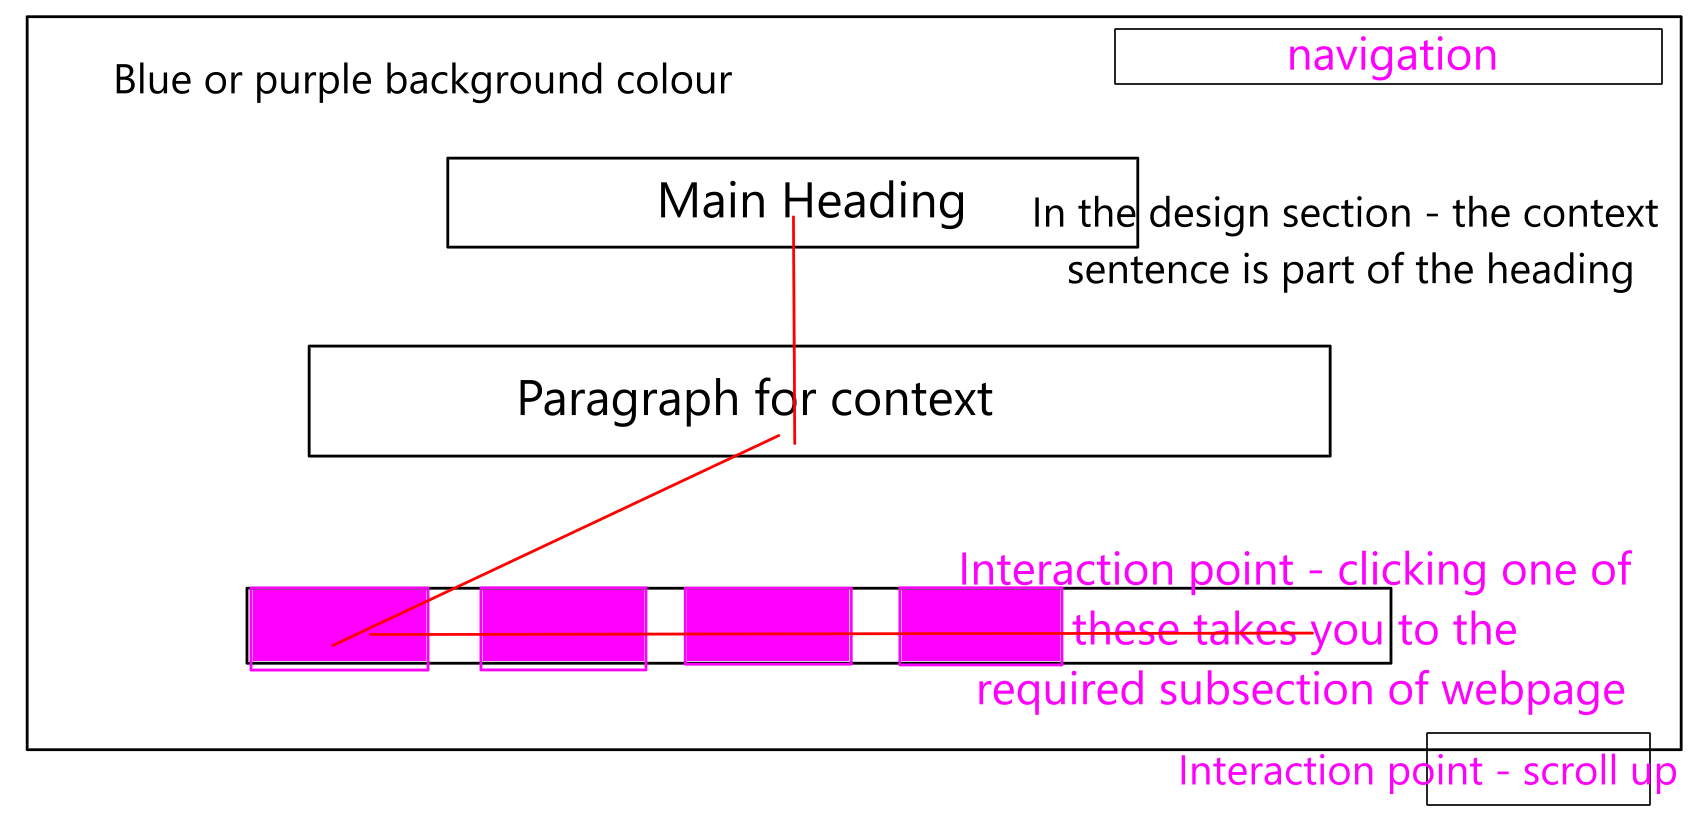 navigation
Blue or purple background colour
Main Heading
In the design section - the context
sentence is part of the heading
Paragraph for context
Interaction point - clicking one of
these takes you to the
required subsection of webpage
Interaction point - scroll up